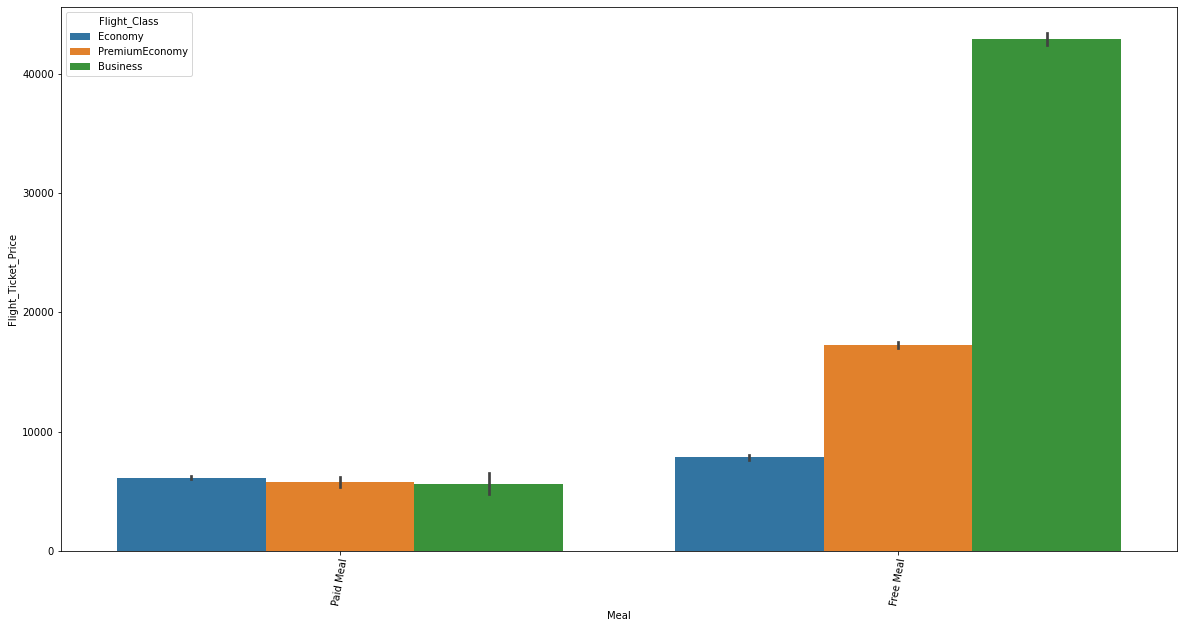 Flight_Class
Economy
PremiumEconomy
Business
Flight_Ticket_Price
40000
30000
20000
10000
0
Paid Meal
Free Meal
Meal